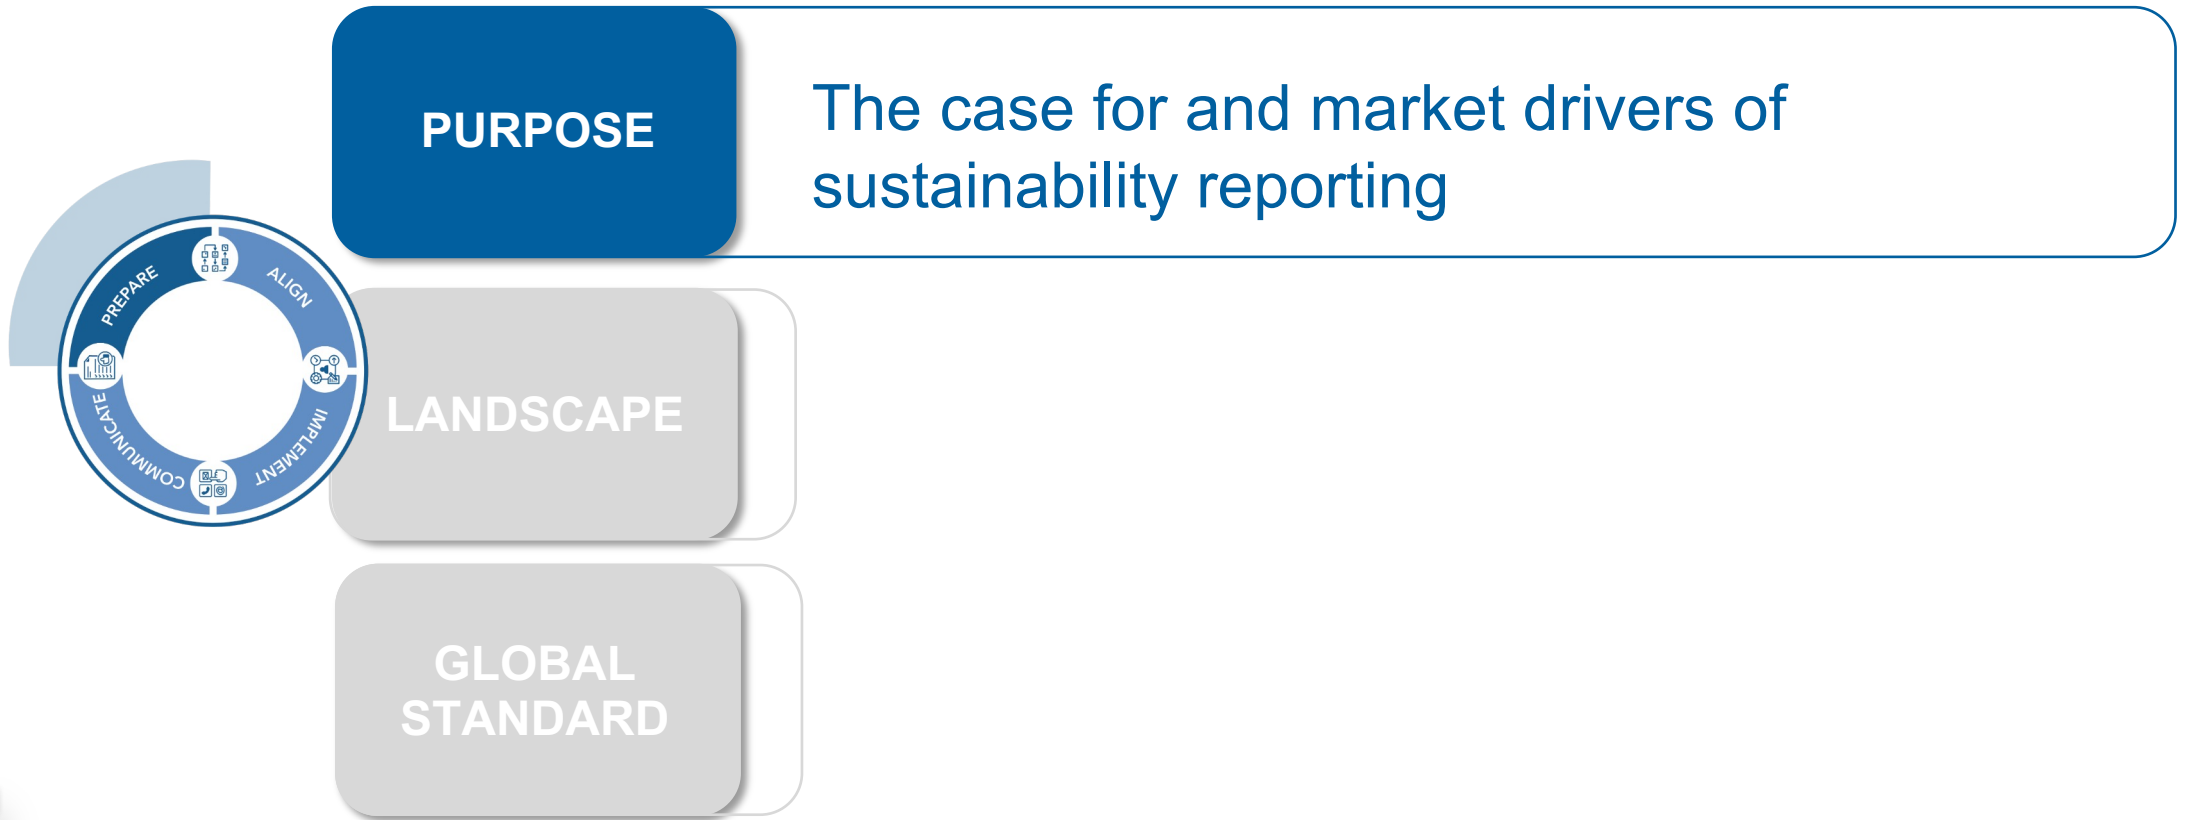 PURPOSE
The case for and market drivers of
sustainability reporting
PREPARE
ALIGN
IMPLEMENT
COMMUNICATE
LANDSCAPE
GLOBAL
STANDARD